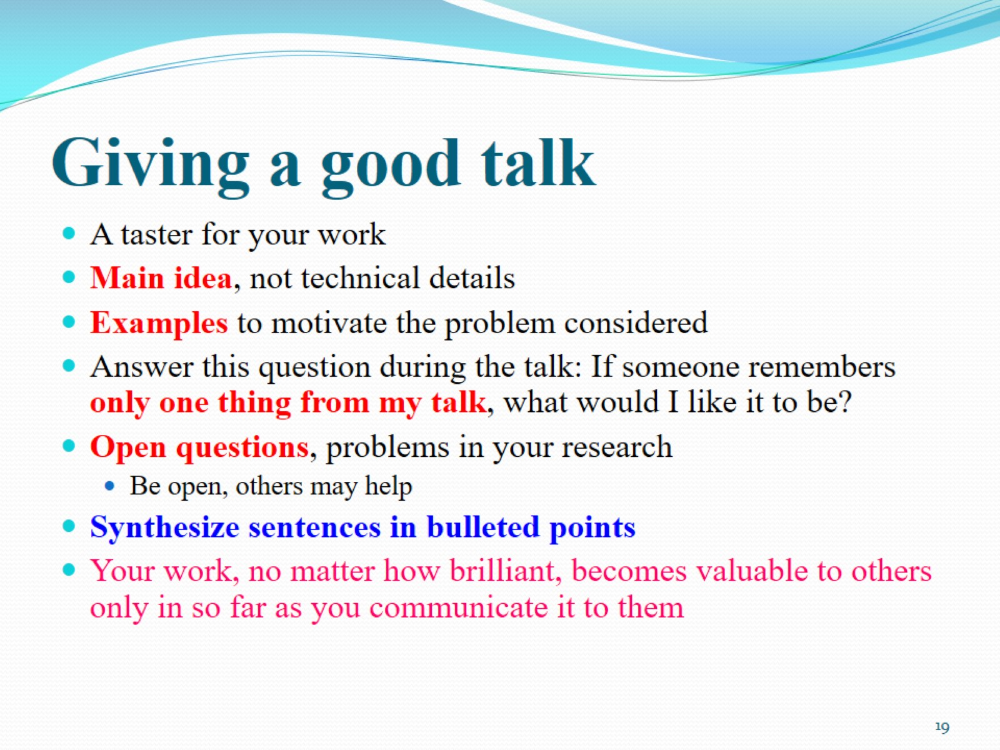 Giving a good talk
• A taster for your work
• Main idea, not technical details
• Examples to motivate the problem considered
• Answer this question during the talk: If someone remembers
only one thing from my talk, what would I like it to be?
• Open questions, problems in your research
• Be open, others may help
• Synthesize sentences in bulleted points
• Your work, no matter how brilliant, becomes valuable to others
only in so far as you communicate it to them
19